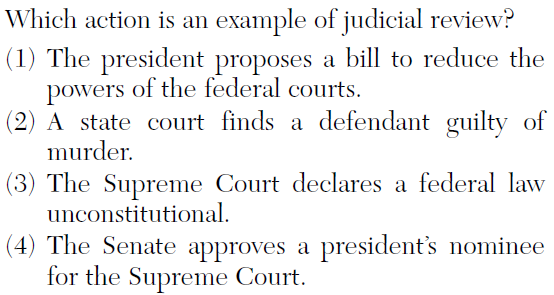 Which action is an example of judicial review?
(1) The president proposes a bill to reduce the
powers of the federal courts.
(2) A state court finds a defendant guilty of
murder.
(3) The Supreme Court declares a federal law
unconstitutional.
(4) The Senate approves a president's nominee
for the Supreme Court.